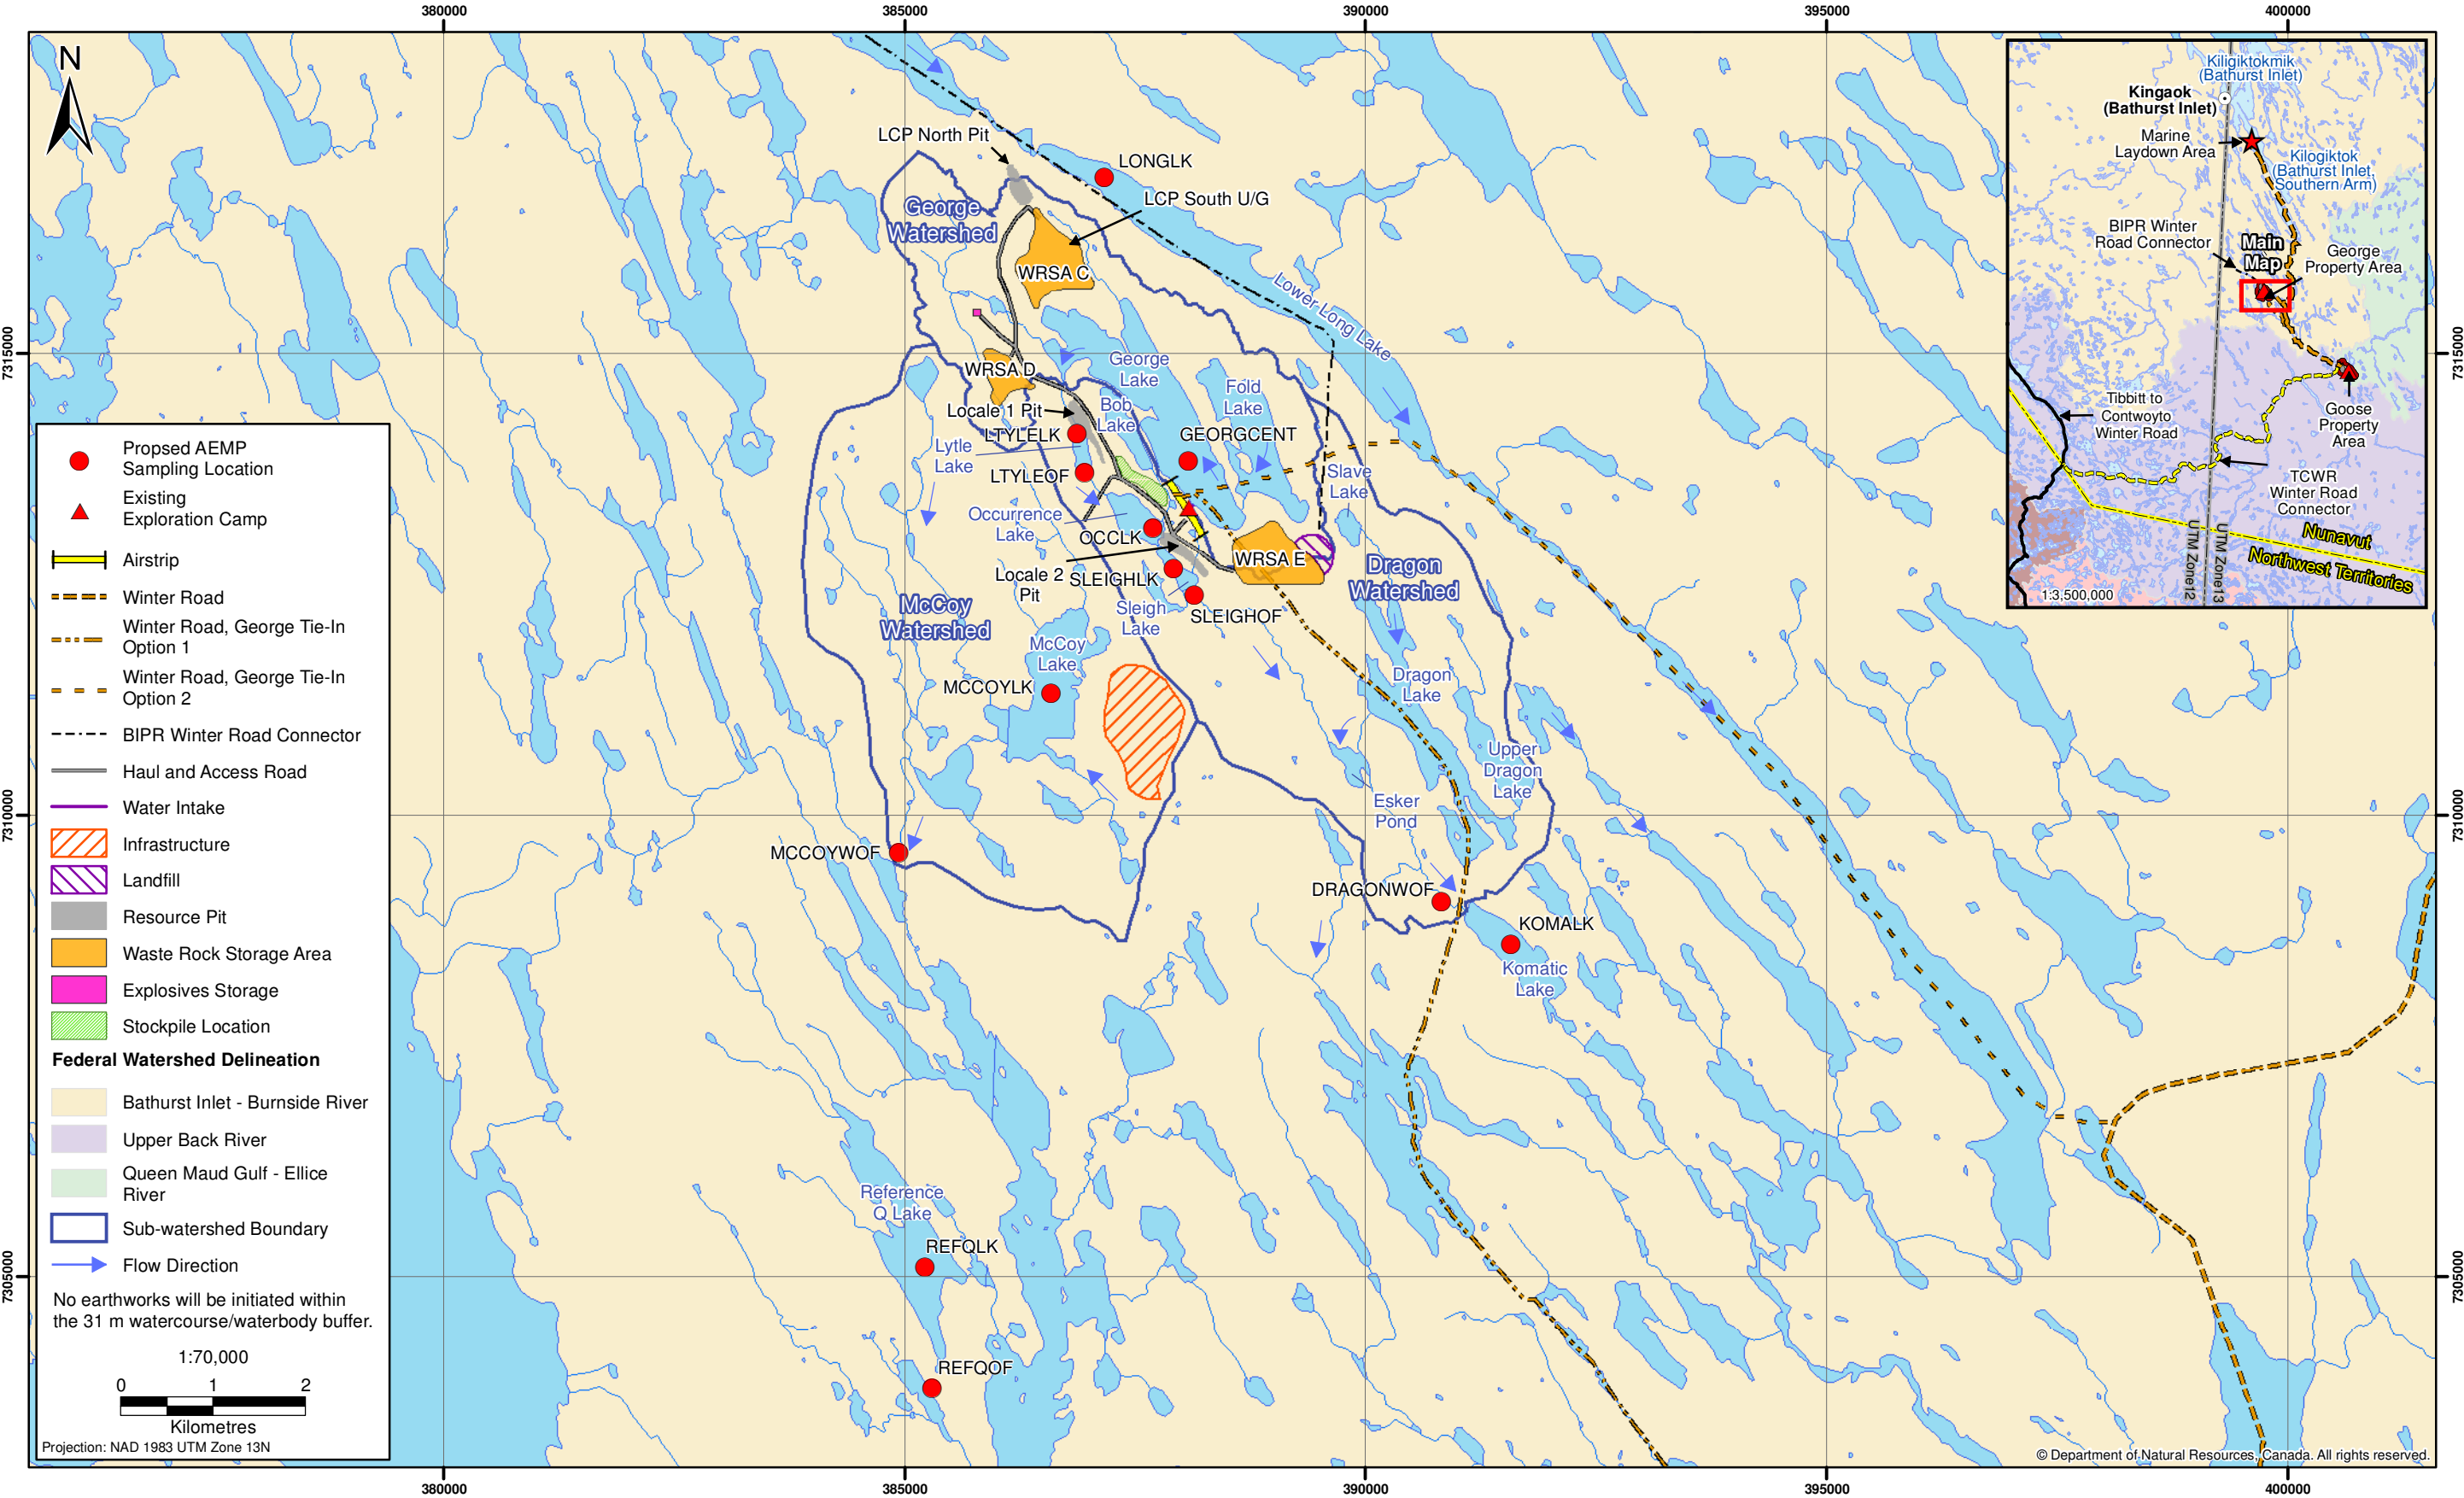 380000
385000
390000
395000
400000
N
LCP North Pit
LONGLK
LCP South U/G
George
Watershed
WRSA C
Lower Long Lake
7315000
7315000
WRSA D
George
Lake
Fold
Lake
Locale 1 Pit
Bob
Lake
LTYLELK
GEORGCENT
Lytle
Lake
LTYLEOF
Slave
Lake
Occurrence
Lake
OCCLK
WRSA E
Locale 2
Pit
SLEIGHLK
Dragon
Watershed
McCoy
Watershed
Sleigh
Lake
SLEIGHOF
McCoy
Lake
MCCOYLK
Dragon
Lake
Upper
Dragon
Lake
Esker
Pond
7310000
7310000
MCCOYWOF
DRAGONWOF
KOMALK
Komatic
Lake
Reference
Q Lake
REFQLK
7305000
7305000
REFQOF
Kiligiktokmik
(Bathurst Inlet)
Kingaok
(Bathurst Inlet)
Marine
Laydown Area
Kilogiktok
(Bathurst Inlet,
Southern Arm)
BIPR Winter
Road Connector
Main
Map
George
Property Area
Tibbitt to
Contwoyto
Winter Road
Goose
Property
Area
TCWR
Winter Road
Connector
Nunavut
Northwest Territories
UTM Zone12
UTM Zone13
1:3,500,000
Propsed AEMP
Sampling Location
Existing
Exploration Camp
Airstrip
Winter Road
Winter Road, George Tie-In
Option 1
Winter Road, George Tie-In
Option 2
BIPR Winter Road Connector
Haul and Access Road
Water Intake
Infrastructure
Landfill
Resource Pit
Waste Rock Storage Area
Explosives Storage
Stockpile Location
Federal Watershed Delineation
Bathurst Inlet - Burnside River
Upper Back River
Queen Maud Gulf - Ellice
River
Sub-watershed Boundary
Flow Direction
No earthworks will be initiated within
the 31 m watercourse/waterbody buffer.
1:70,000
0 1 2
Kilometres
Projection: NAD 1983 UTM Zone 13N
© Department of Natural Resources, Canada. All rights reserved.
380000
385000
390000
395000
400000